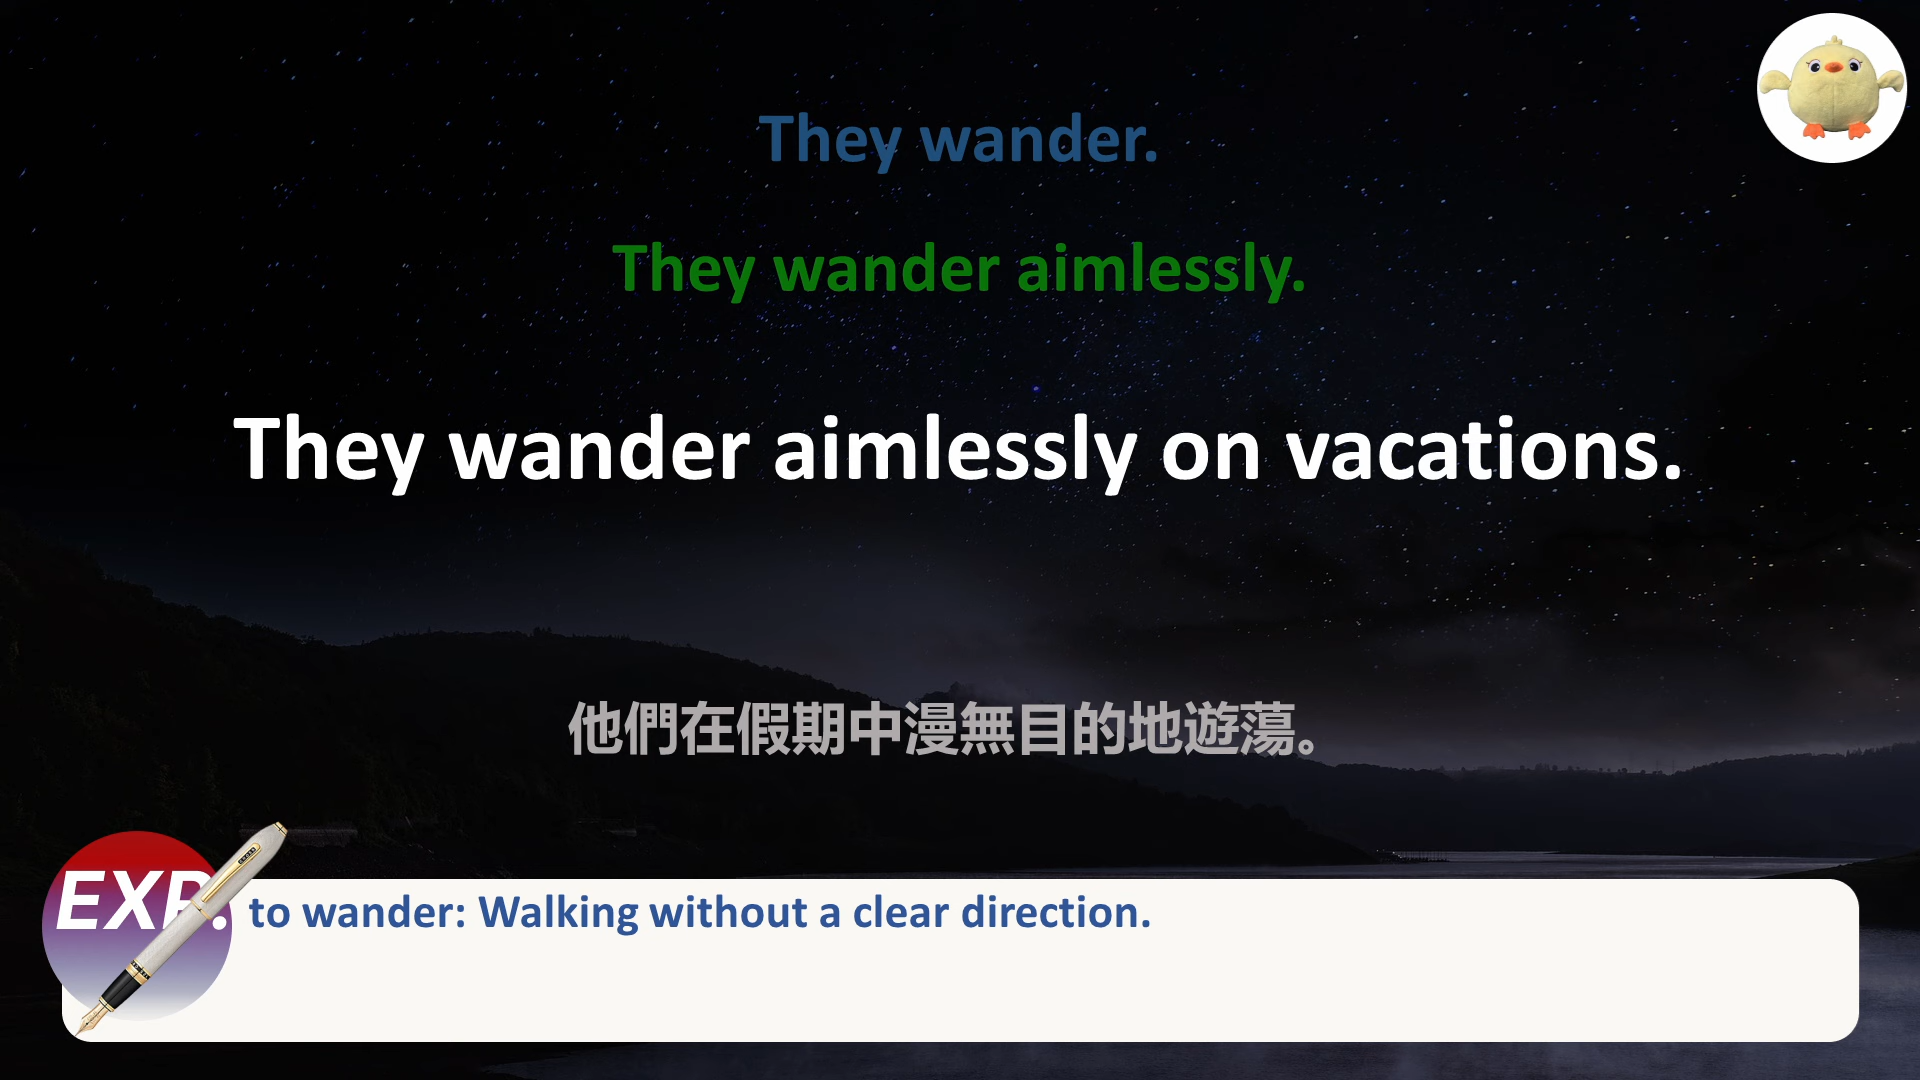 They wander.
They wander aimlessly.
They wander aimlessly on vacations.
他們在假期中漫無目的地遊蕩。
EXP.
to wander: Walking without a clear direction.